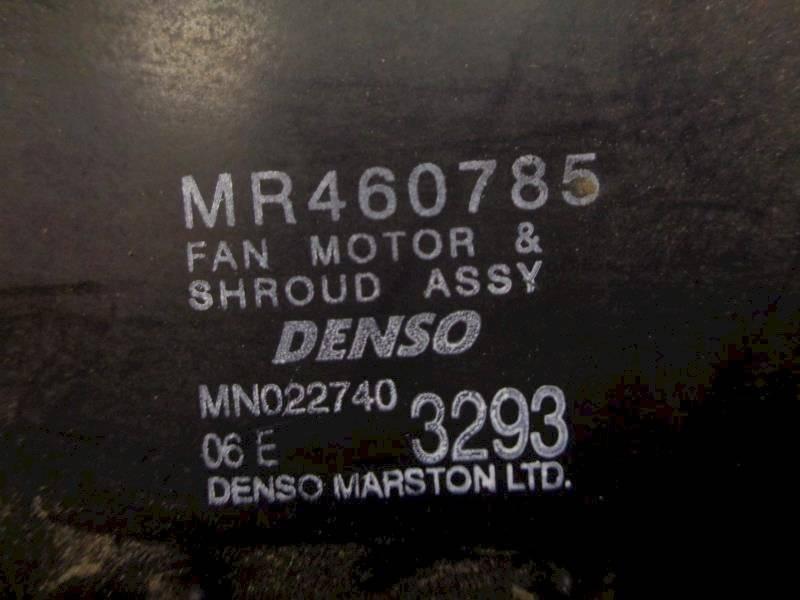 MR460785
FAN MOTOR &
SHROUD ASSY
DENSO
MN022740
06 E 3293
DENSO MARSTON LTD.